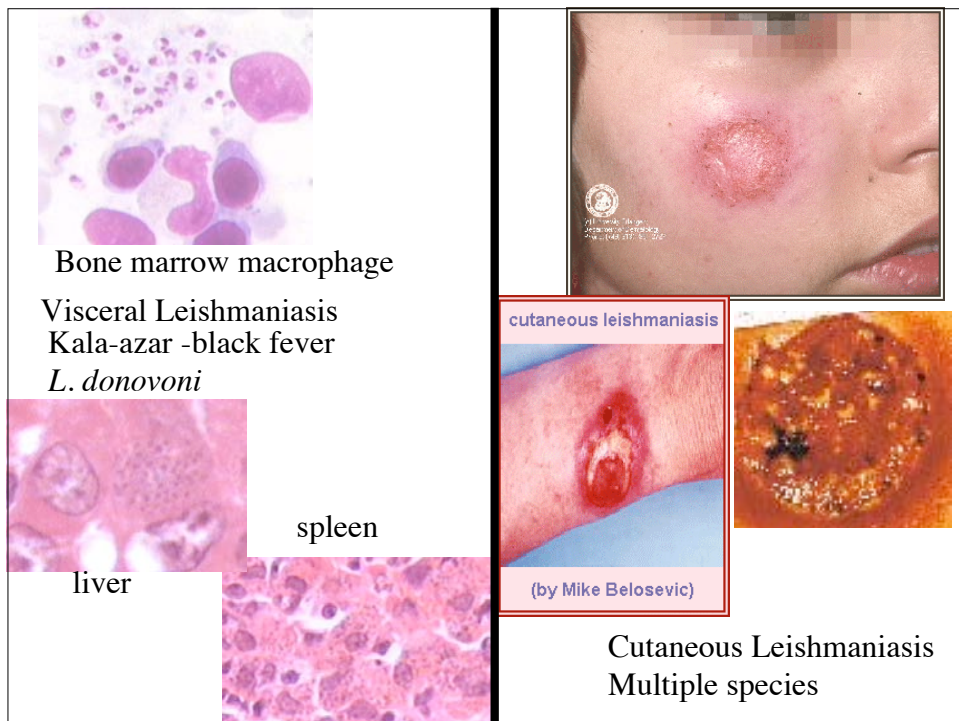 Bone marrow macrophage
Visceral Leishmaniasis
Kala-azar -black fever
L. donovoni
liver
spleen
cutaneous leishmaniasis
(by Mike Belosevic)
Cutaneous Leishmaniasis
Multiple species